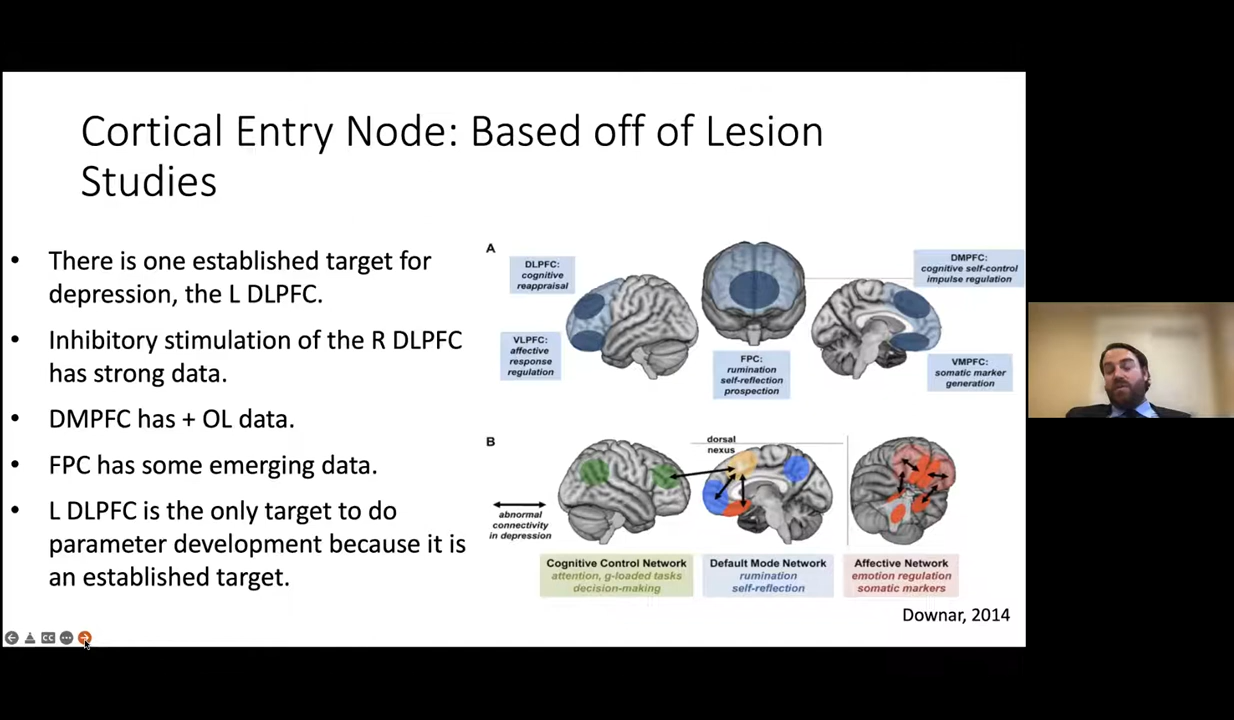 Cortical Entry Node: Based off of Lesion
Studies
• There is one established target for
depression, the L DLPFC.
• Inhibitory stimulation of the R DLPFC
has strong data.
• DMPFC has + OL data.
• FPC has some emerging data.
• L DLPFC is the only target to do
parameter development because it is
an established target.
A
DLPFC:
cognitive
reappraisal
VLPFC:
affective
response
regulation
FPC:
rumination
self-reflection
prospection
DMPFC:
cognitive self-control
impulse regulation
VMPFC:
somatic marker
generation
B
dorsal
nexus
abnormal
connectivity
in depression
Cognitive Control Network
attention, g-loaded tasks
decision-making
Default Mode Network
rumination
self-reflection
Affective Network
emotion regulation
somatic markers
Downar, 2014
CC